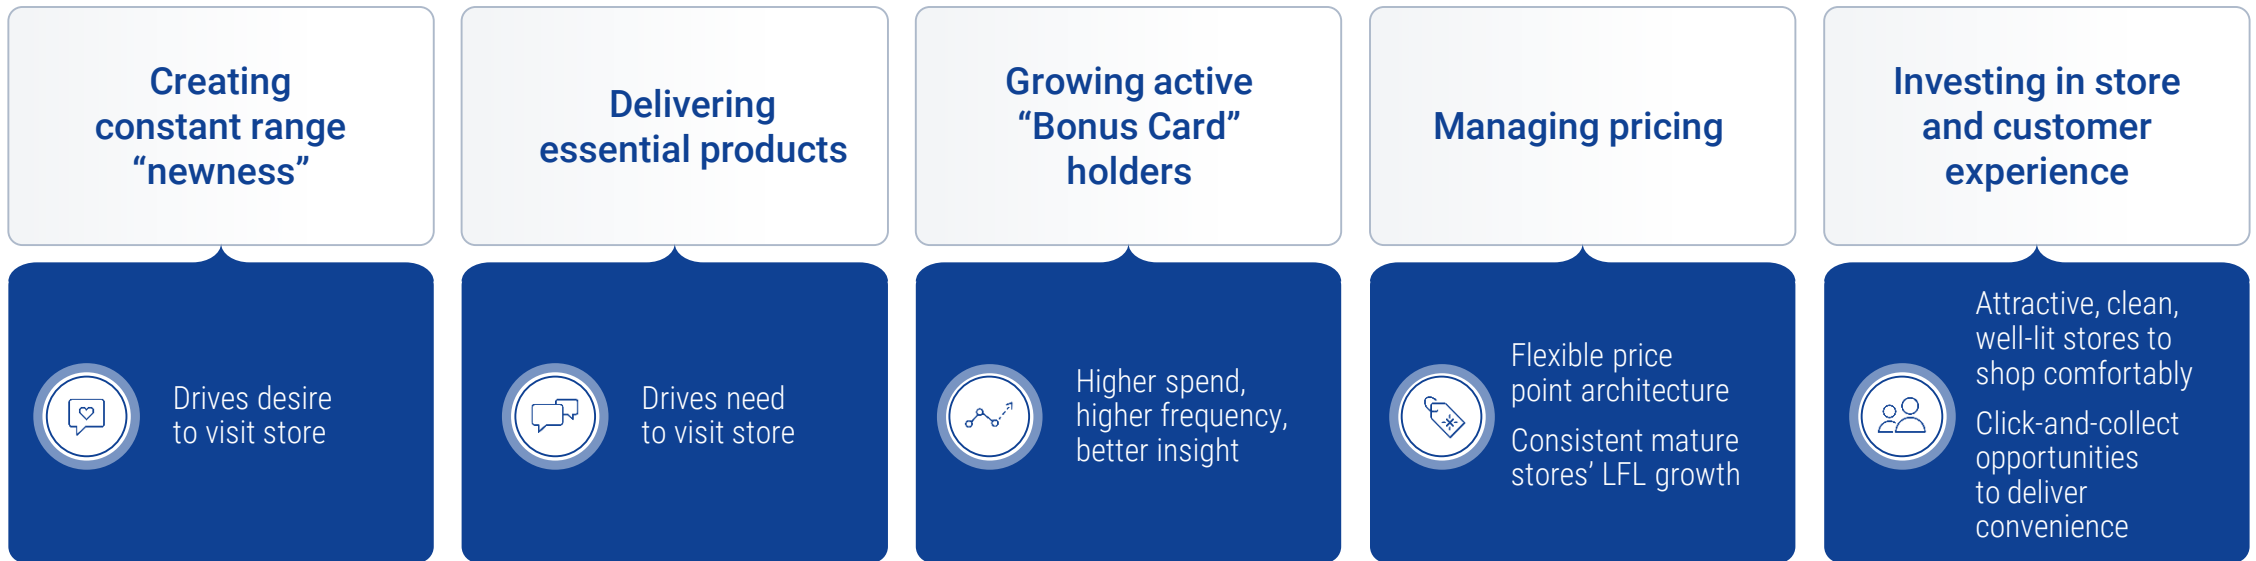 Creating
constant range
“newness”
Delivering
essential products
Growing active
“Bonus Card”
holders
Managing pricing
Investing in store
and customer
experience
Drives desire
to visit store
Drives need
to visit store
Higher spend,
higher frequency,
better insight
Flexible price
point architecture
Consistent mature
stores’ LFL growth
Attractive, clean,
well-lit stores to
shop comfortably
Click-and-collect
opportunities
to deliver
convenience